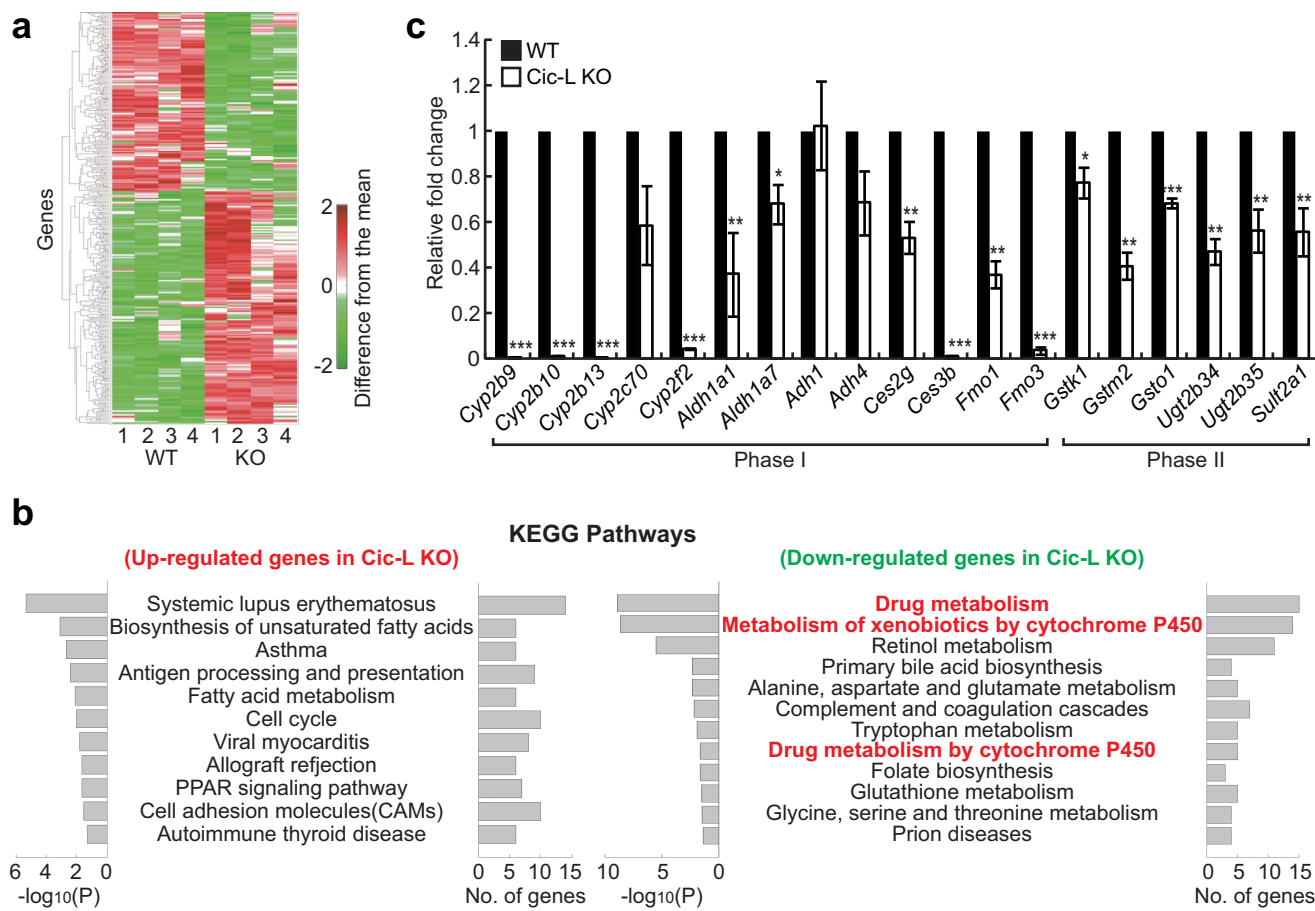 a
Genes
2
0
-2
Difference from the mean
1 2 3 4 1 2 3 4
WT KO
c
1.4
1.2
1
0.8
0.6
0.4
0.2
0
Relative fold change
WT
Cic-L KO
*** *** *** *** ** * ** *** ** *** * ** *** ** ** **
Cyp2b9
Cyp2b10
Cyp2b13
Cyp2c70
Cyp2f2
Aldh1a1
Aldh1a7
Adh1
Adh4
Ces2g
Ces3b
Fmo1
Fmo3
Gstk1
Gstm2
Gsto1
Ugt2b34
Ugt2b35
Sult2a1
Phase I
Phase II
b
KEGG Pathways
(Up-regulated genes in Cic-L KO)
Systemic lupus erythematosus
Biosynthesis of unsaturated fatty acids
Asthma
Antigen processing and presentation
Fatty acid metabolism
Cell cycle
Viral myocarditis
Allograft refjection
PPAR signaling pathway
Cell adhesion molecules(CAMs)
Autoimmune thyroid disease
6 4 2 0
-log10(P)
0 5 10 15
No. of genes
(Down-regulated genes in Cic-L KO)
Drug metabolism
Metabolism of xenobiotics by cytochrome P450
Retinol metabolism
Primary bile acid biosynthesis
Alanine, aspartate and glutamate metabolism
Complement and coagulation cascades
Tryptophan metabolism
Drug metabolism by cytochrome P450
Folate biosynthesis
Glutathione metabolism
Glycine, serine and threonine metabolism
Prion diseases
10 5 0
-log10(P)
0 5 10 15
No. of genes